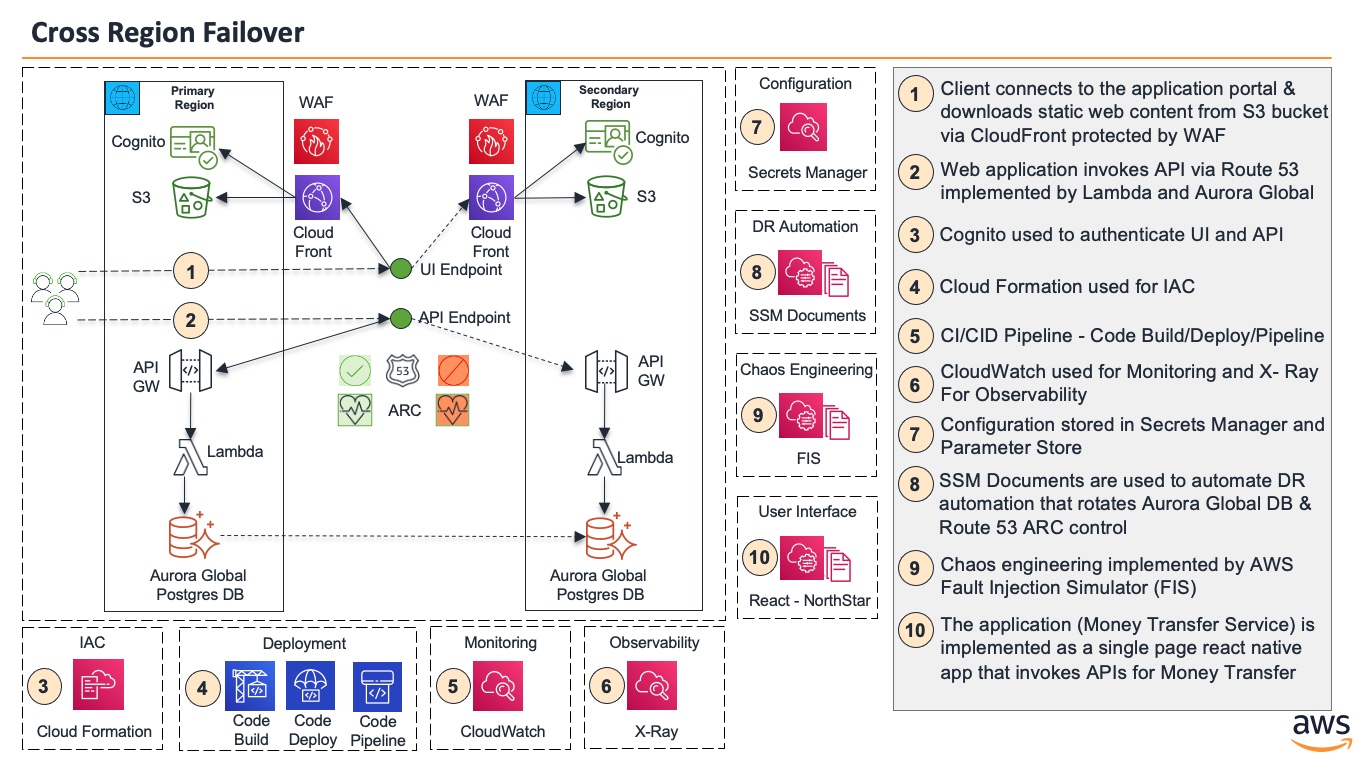 Cross Region Failover
Primary
Region
WAF
Cognito
S3
Cloud
Front
WAF
Cloud
Front
Secondary
Region
Cognito
S3
1
UI Endpoint
2
API Endpoint
API
GW
53
ARC
API
GW
Lambda
Lambda
Aurora Global
Postgres DB
Aurora Global
Postgres DB
Configuration
7
Secrets Manager
DR Automation
8
SSM Documents
Chaos Engineering
9
FIS
User Interface
10
React - NorthStar
IAC
3
Cloud Formation
Deployment
4
Code
Build
Code
Deploy
Code
Pipeline
Monitoring
5
CloudWatch
Observability
6
X-Ray
1
Client connects to the application portal &
downloads static web content from S3 bucket
via CloudFront protected by WAF
2
Web application invokes API via Route 53
implemented by Lambda and Aurora Global
3
Cognito used to authenticate UI and API
4
Cloud Formation used for IAC
5
CI/CID Pipeline - Code Build/Deploy/Pipeline
6
CloudWatch used for Monitoring and X- Ray
For Observability
7
Configuration stored in Secrets Manager and
Parameter Store
8
SSM Documents are used to automate DR
automation that rotates Aurora Global DB &
Route 53 ARC control
9
Chaos engineering implemented by AWS
Fault Injection Simulator (FIS)
10
The application (Money Transfer Service) is
implemented as a single page react native
app that invokes APIs for Money Transfer
aws